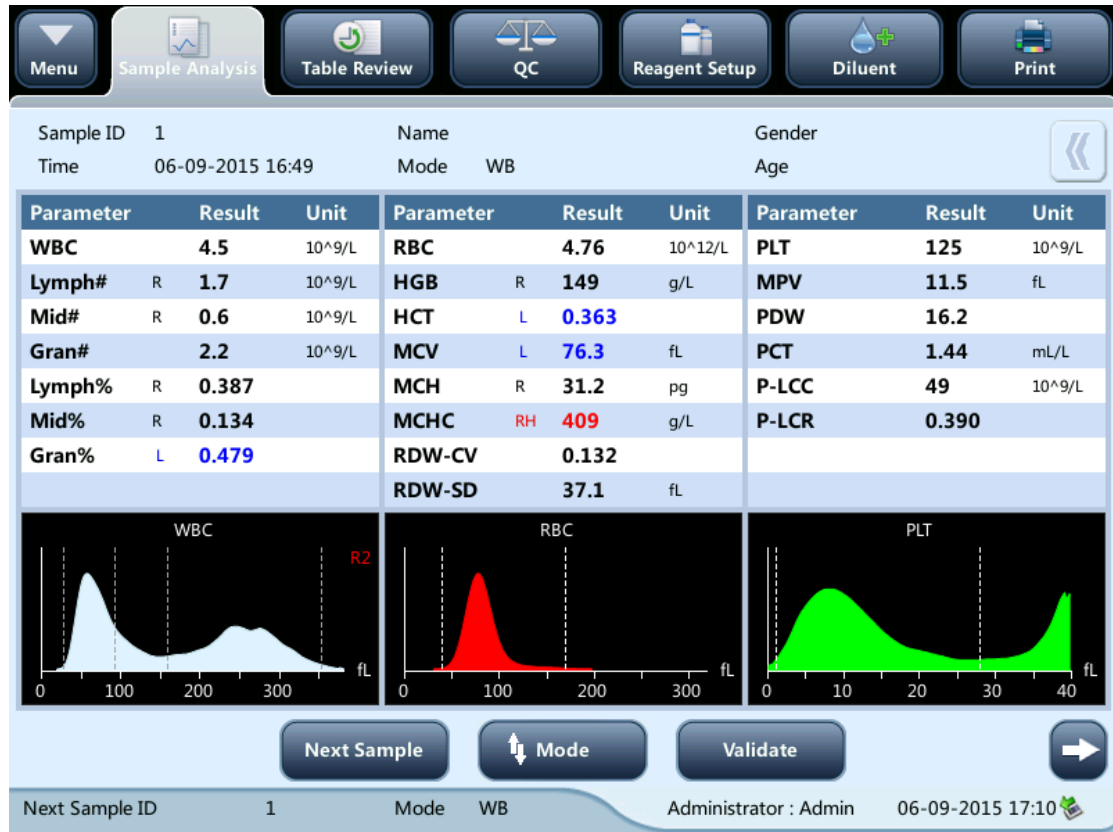 Menu Sample Analysis Table Review QC Reagent Setup Diluent Print
Sample ID 1 Name Gender
Time 06-09-2015 16:49 Mode WB Age
Parameter Result Unit Parameter Result Unit Parameter Result Unit
WBC 4.5 10^9/L RBC 4.76 10^12/L PLT 125 10^9/L
Lymph# R 1.7 10^9/L HGB R 149 g/L MPV 11.5 fL
Mid# R 0.6 10^9/L HCT L 0.363 PDW 16.2
Gran# 2.2 10^9/L MCV L 76.3 fL PCT 1.44 mL/L
Lymph% R 0.387 MCH R 31.2 pg P-LCC 49 10^9/L
Mid% R 0.134 MCHC RH 409 g/L P-LCR 0.390
Gran% L 0.479 RDW-CV 0.132
RDW-SD 37.1 fL
WBC RBC PLT
R2
fL fL fL
0 100 200 300 0 100 200 300 0 10 20 30 40
Next Sample Mode Validate
Next Sample ID 1 Mode WB Administrator : Admin 06-09-2015 17:10